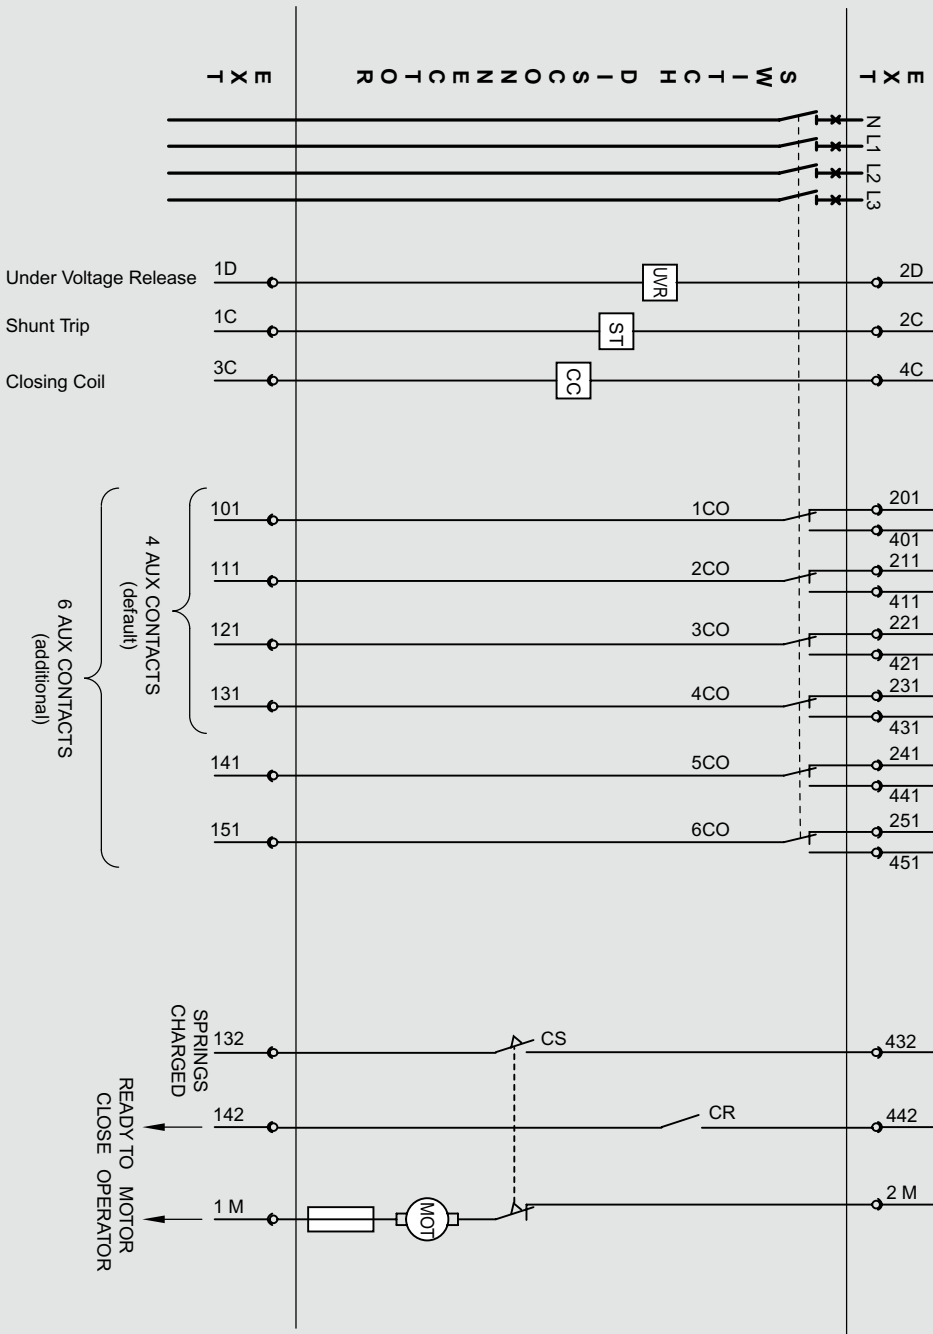 EXT
SWITCH DISCONNECTOR
EXT
N
L1
L2
L3
Under Voltage Release
1D
UVR
2D
Shunt Trip
1C
ST
2C
Closing Coil
3C
CC
4C
101
1CO
201
401
111
2CO
211
411
121
3CO
221
421
131
4CO
231
431
141
5CO
241
441
151
6CO
251
451
4 AUX CONTACTS
(default)
6 AUX CONTACTS
(additional)
SPRINGS
CHARGED
132
CS
432
READY TO
CLOSE
142
CR
442
MOTOR
OPERATOR
1 M
MOT
2 M